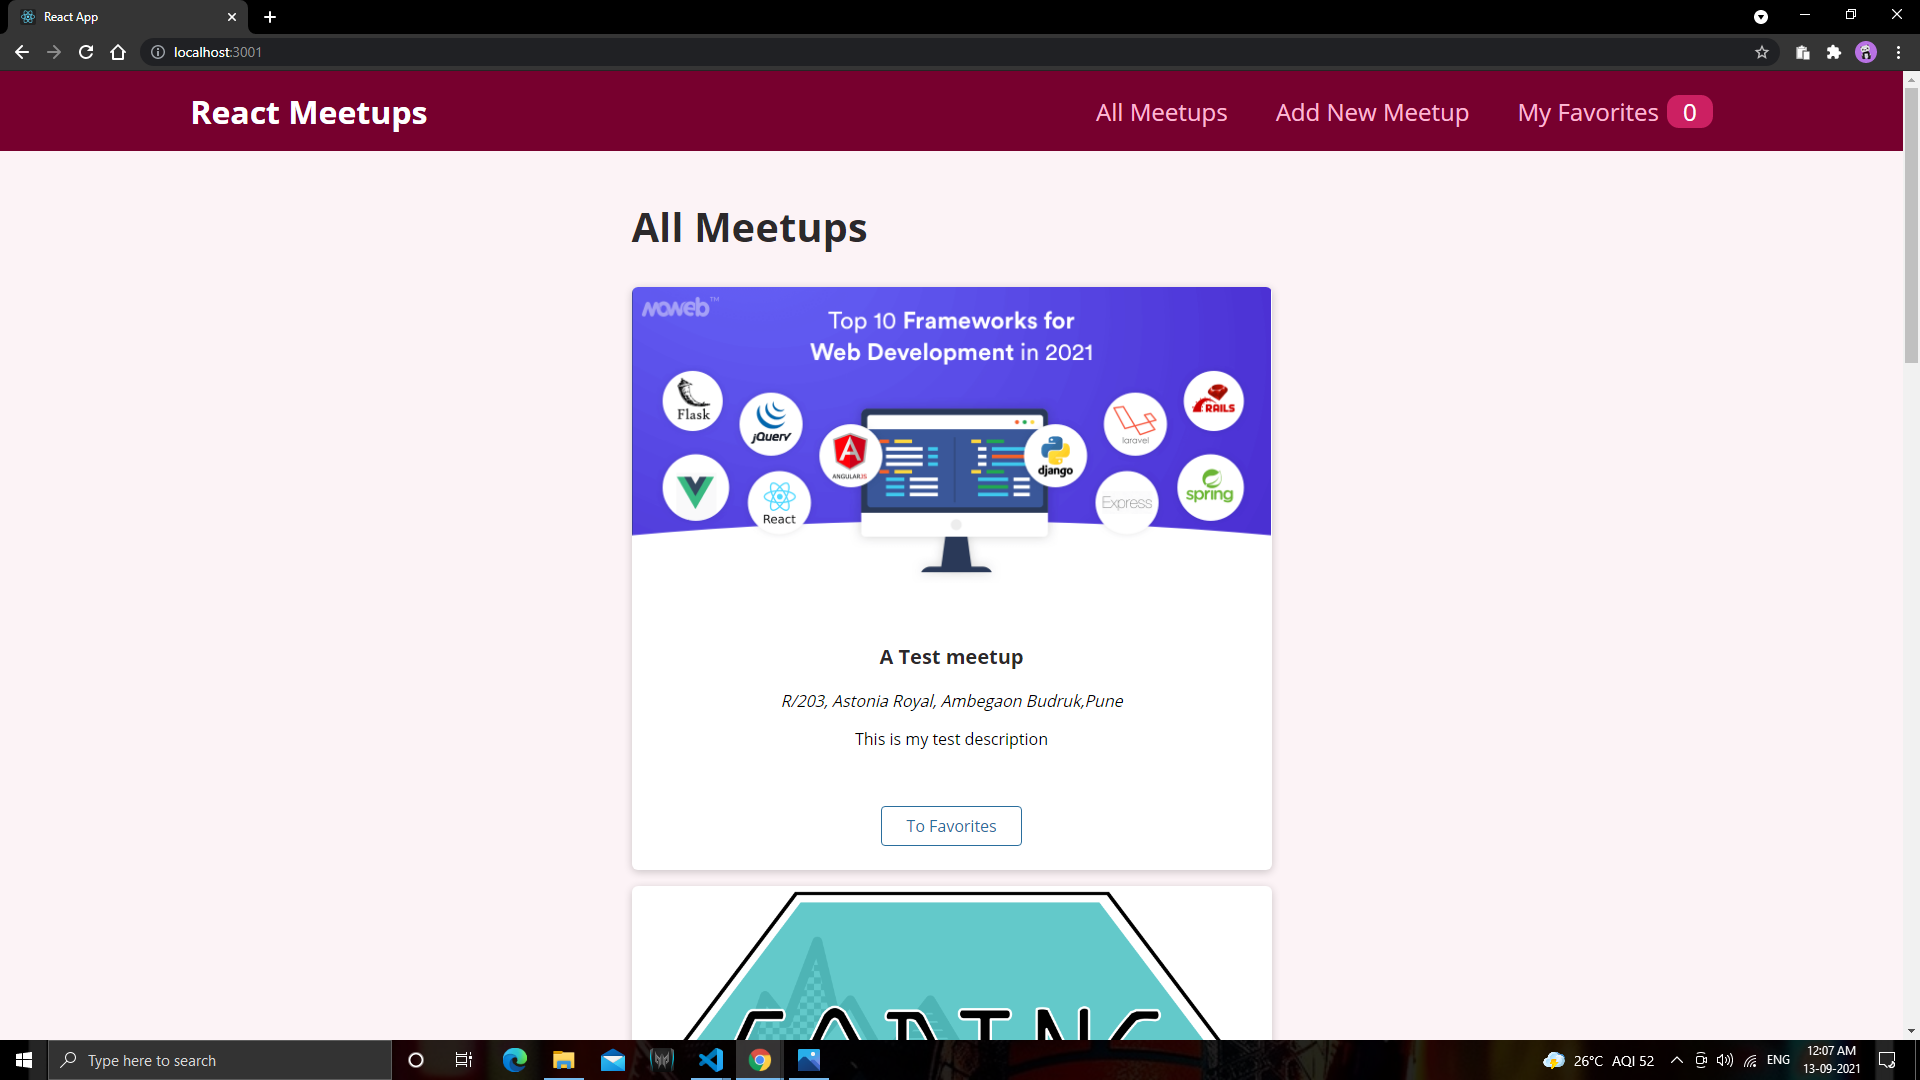 React App
localhost:3001
React Meetups
All Meetups
Add New Meetup
My Favorites 0
All Meetups
moweb™
Top 10 Frameworks for
Web Development in 2021
Flask
jQuery
ANGULARJS
django
laravel
RAILS
React
Express
spring
A Test meetup
R/203, Astonia Royal, Ambegaon Budruk,Pune
This is my test description
To Favorites
CODING
Type here to search
26°C AQI 52
ENG
12:07 AM
13-09-2021